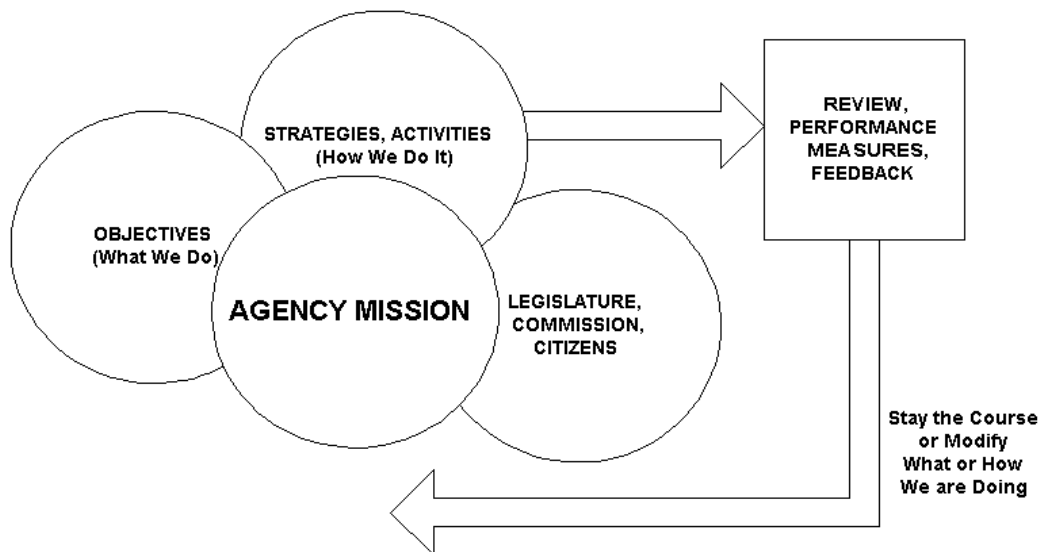 STRATEGIES, ACTIVITIES
(How We Do It)
REVIEW,
PERFORMANCE
MEASURES,
FEEDBACK
OBJECTIVES
(What We Do)
AGENCY MISSION
LEGISLATURE,
COMMISSION,
CITIZENS
Stay the Course
or Modify
What or How
We are Doing